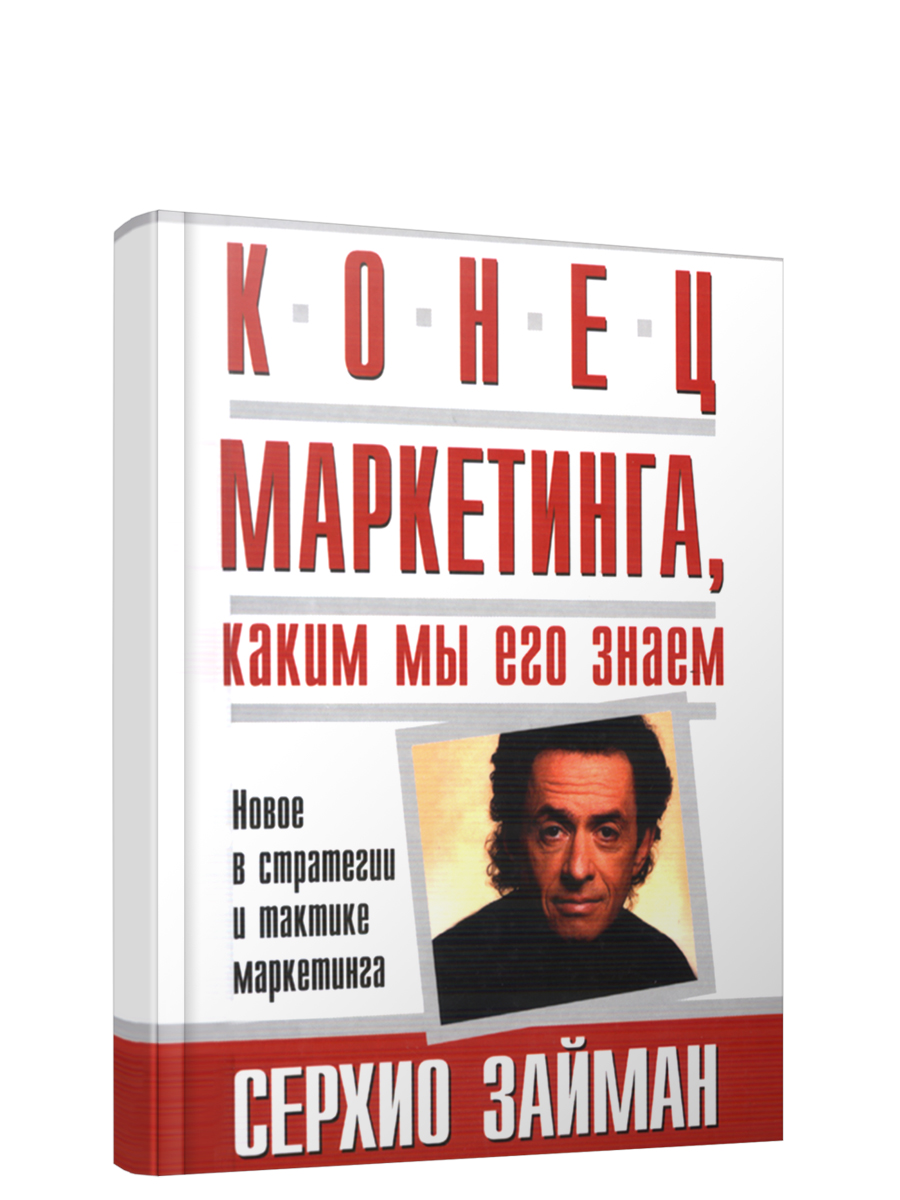 К·О·Н·Е·Ц
МАРКЕТИНГА,
каким мы его знаем
Новое
в стратегии
и тактике
маркетинга
СЕРХИО ЗАЙМАН